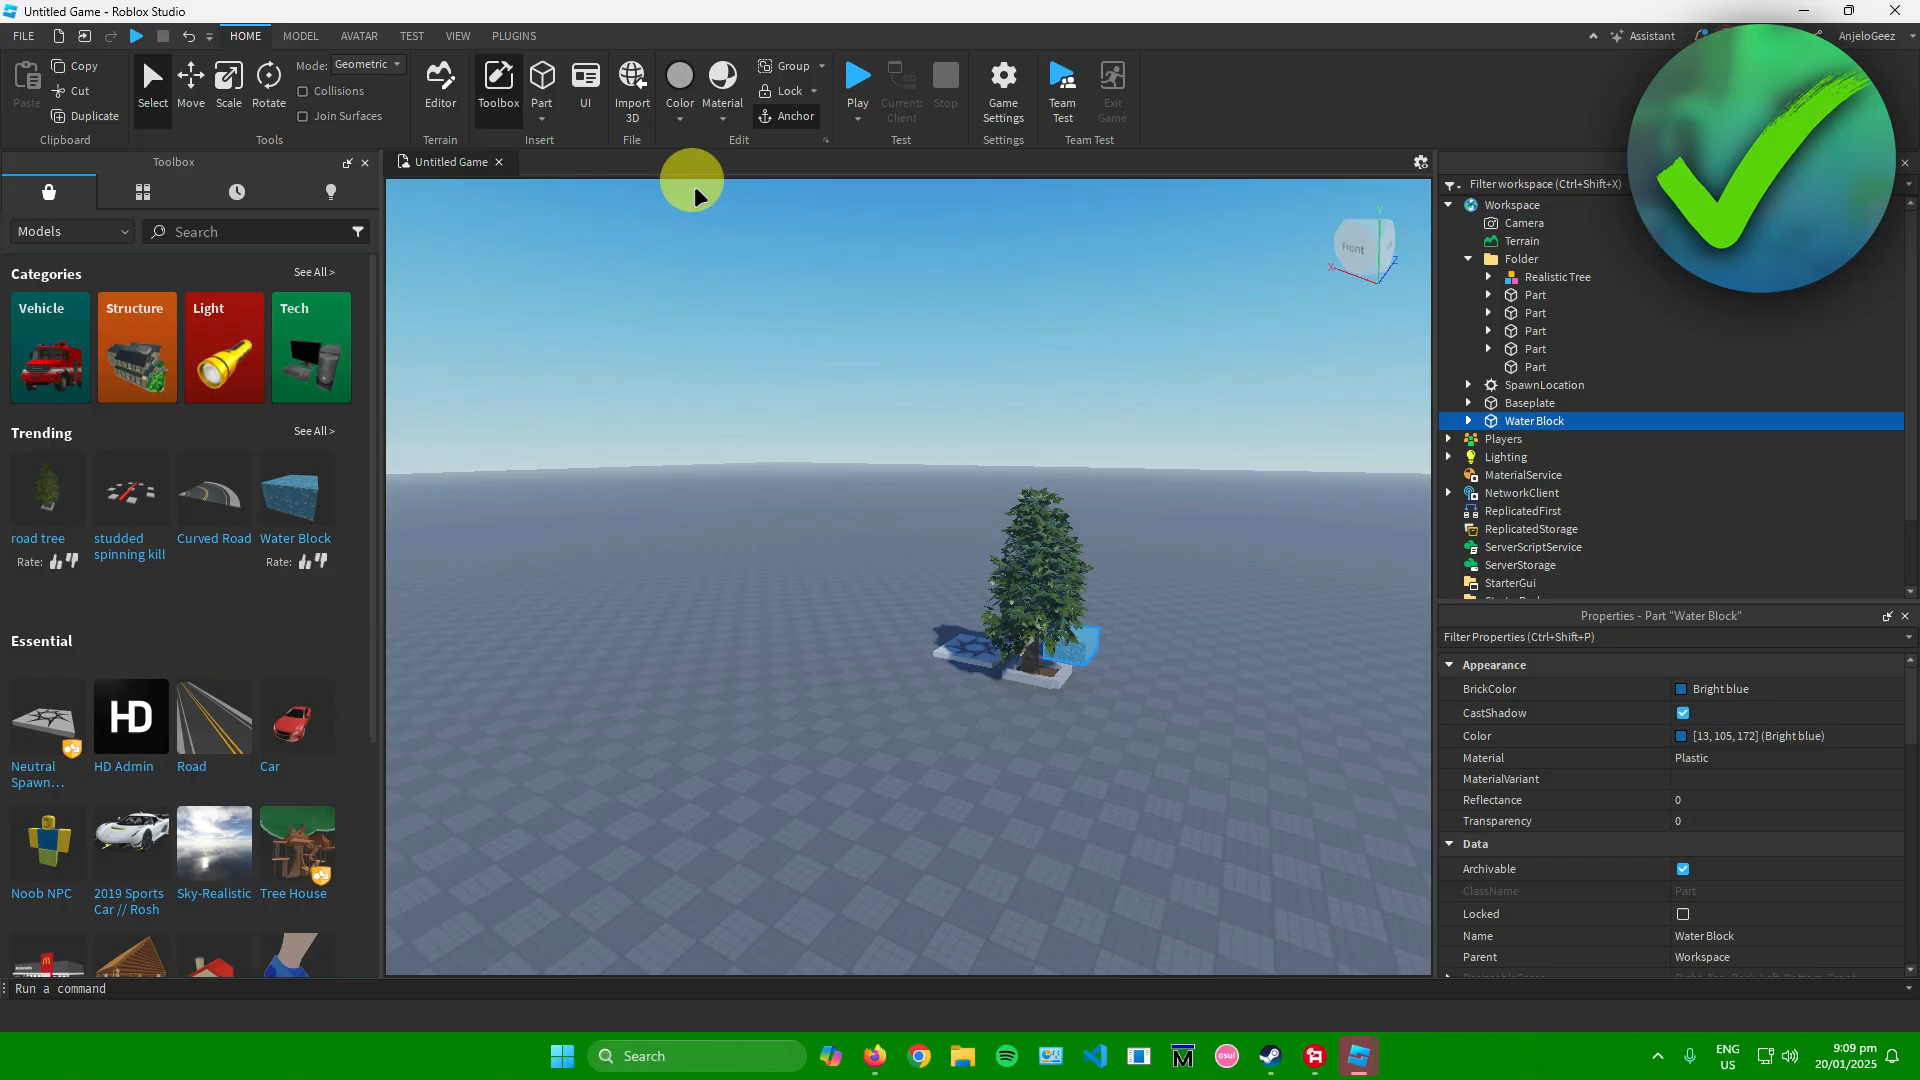 Untitled Game - Roblox Studio
FILE HOME MODEL AVATAR TEST VIEW PLUGINS Assistant AnjeloGeez
Paste Copy Cut Duplicate Clipboard
Select Move Scale Rotate Mode: Geometric Collisions Join Surfaces Tools
Editor Terrain
Toolbox Part UI Insert
Import 3D File
Color Material Group Lock Anchor Edit
Play Current: Client Stop Test
Game Settings Settings
Team Test Exit Game Team Test
Toolbox
Untitled Game
Models Search
Categories See All >
Vehicle Structure Light Tech
Trending See All >
road tree
studded spinning kill
Curved Road
Water Block
Rate: Rate:
Essential
HD
Neutral Spawn...
HD Admin
Road
Car
Noob NPC
2019 Sports Car // Rosh
Sky-Realistic
Tree House
Front
Y
X
Z
Filter workspace (Ctrl+Shift+X)
Workspace
Camera
Terrain
Folder
Realistic Tree
Part
Part
Part
Part
Part
SpawnLocation
Baseplate
Water Block
Players
Lighting
MaterialService
NetworkClient
ReplicatedFirst
ReplicatedStorage
ServerScriptService
ServerStorage
StarterGui
Properties - Part "Water Block"
Filter Properties (Ctrl+Shift+P)
Appearance
BrickColor Bright blue
CastShadow
Color [13, 105, 172] (Bright blue)
Material Plastic
MaterialVariant
Reflectance 0
Transparency 0
Data
Archivable
ClassName Part
Locked
Name Water Block
Parent Workspace
Run a command
Search
osu!
ENG
US
9:09 pm
20/01/2025